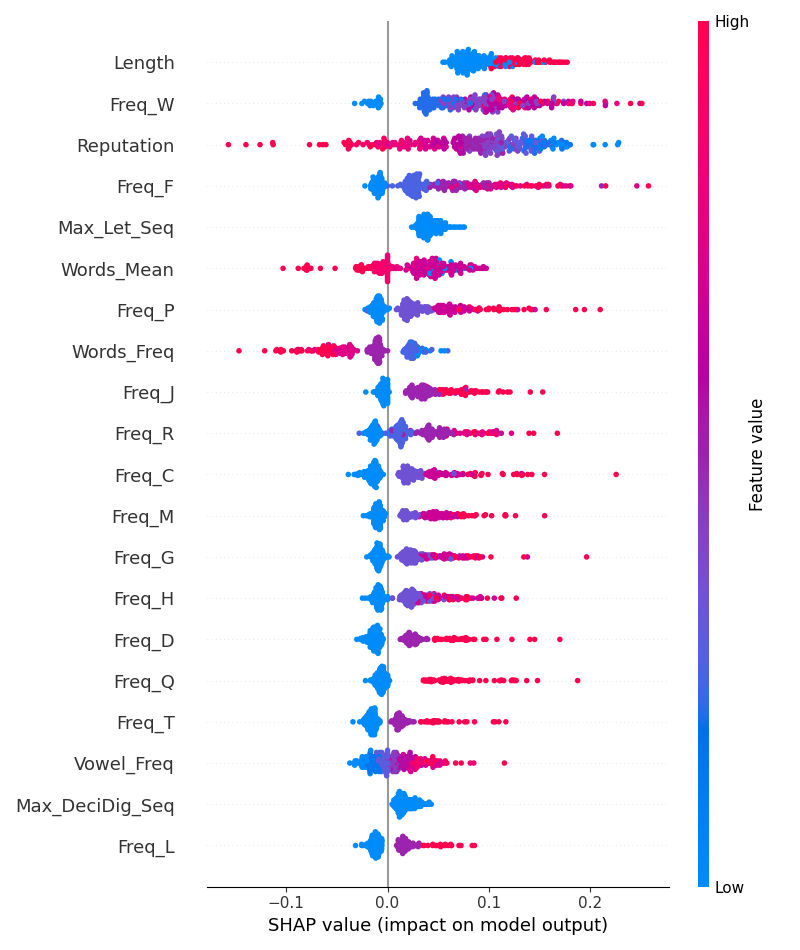 High
Length
Freq_W
Reputation
Freq_F
Max_Let_Seq
Words_Mean
Freq_P
Words_Freq
Freq_J
Freq_R
Freq_C
Freq_M
Freq_G
Freq_H
Freq_D
Freq_Q
Freq_T
Vowel_Freq
Max_DeciDig_Seq
Freq_L
Feature value
Low
−0.1 0.0 0.1 0.2
SHAP value (impact on model output)